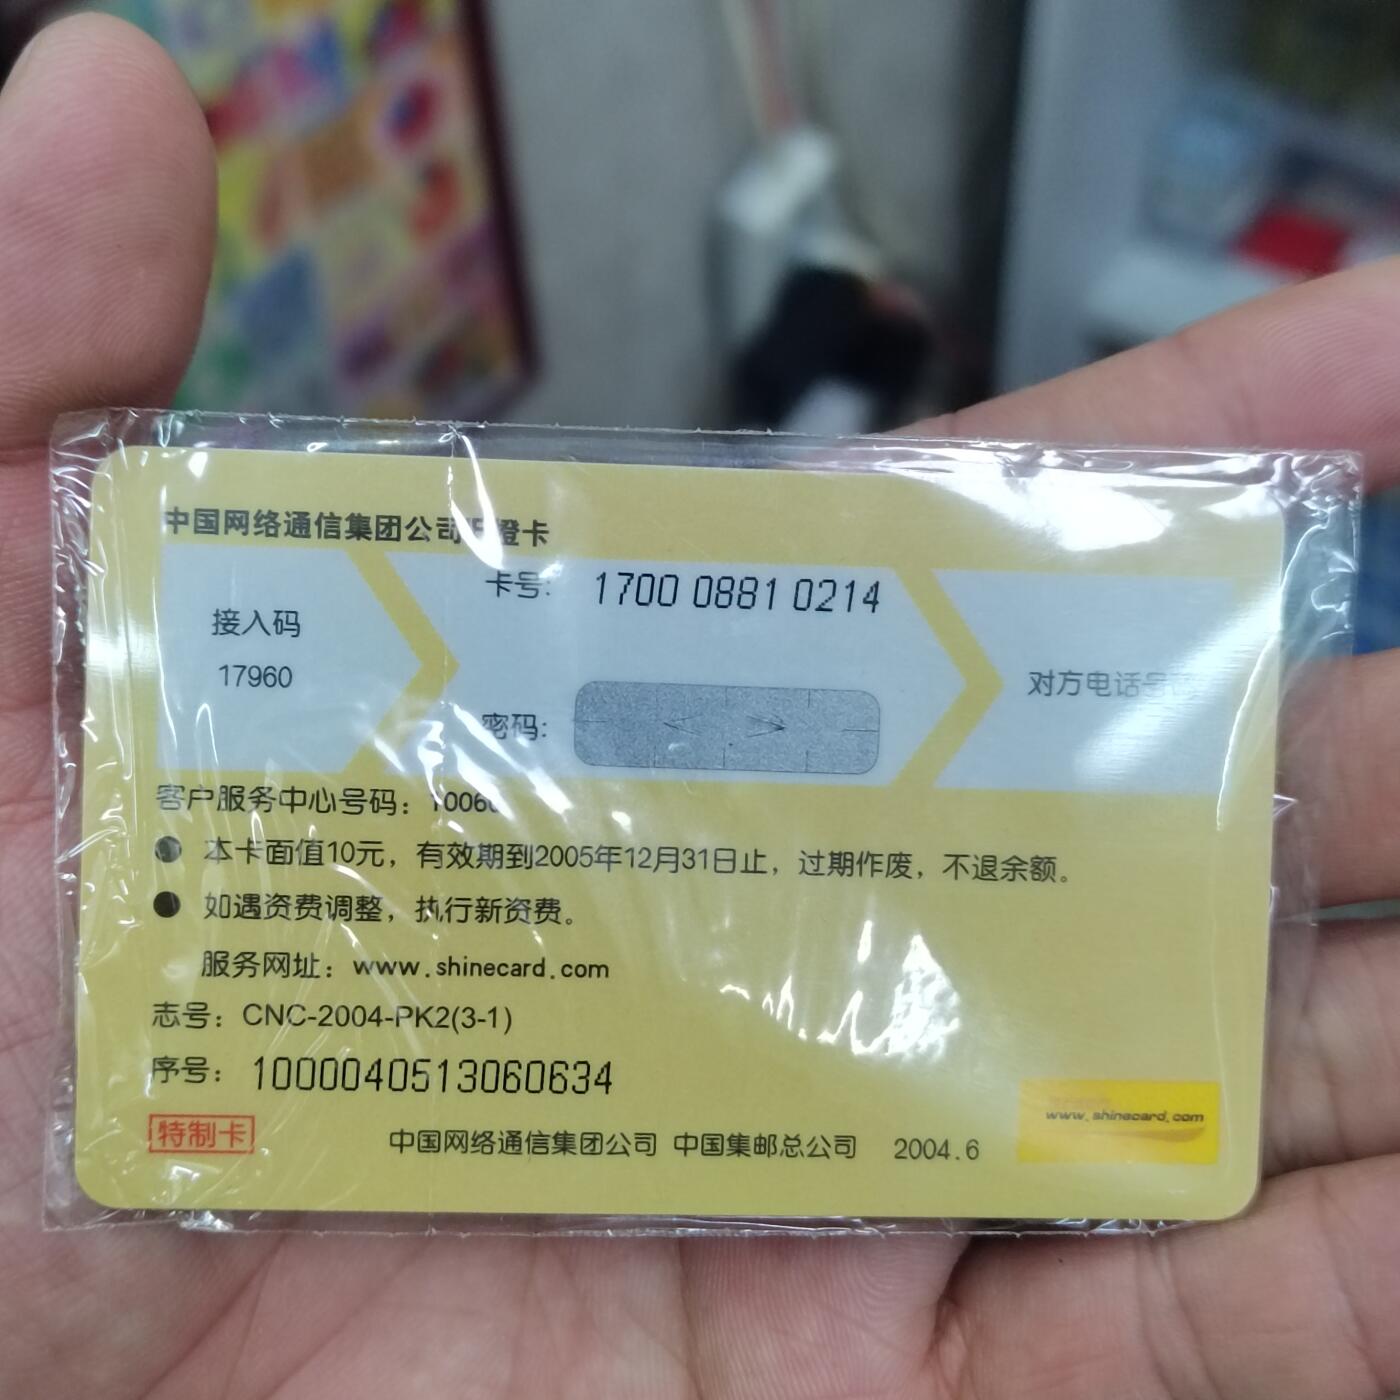 中国网络通信集团公司 橙卡
卡号： 1700 0881 0214
接入码
17960
密码：
对方电话号码
客户服务中心号码：10060
● 本卡面值10元，有效期到2005年12月31日止，过期作废，不退余额。
● 如遇资费调整，执行新资费。
服务网址：www.shinecard.com
志号：CNC-2004-PK2(3-1)
序号： 1000040513060634
特制卡
中国网络通信集团公司 中国集邮总公司 2004.6
www.shinecard.com